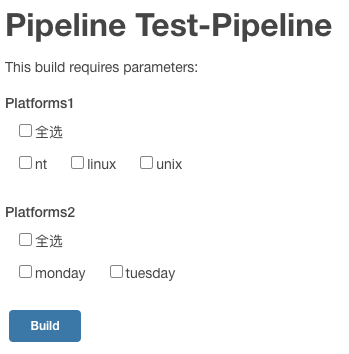 Pipeline Test-Pipeline
This build requires parameters:
Platforms1
全选
nt linux unix
Platforms2
全选
monday tuesday
Build